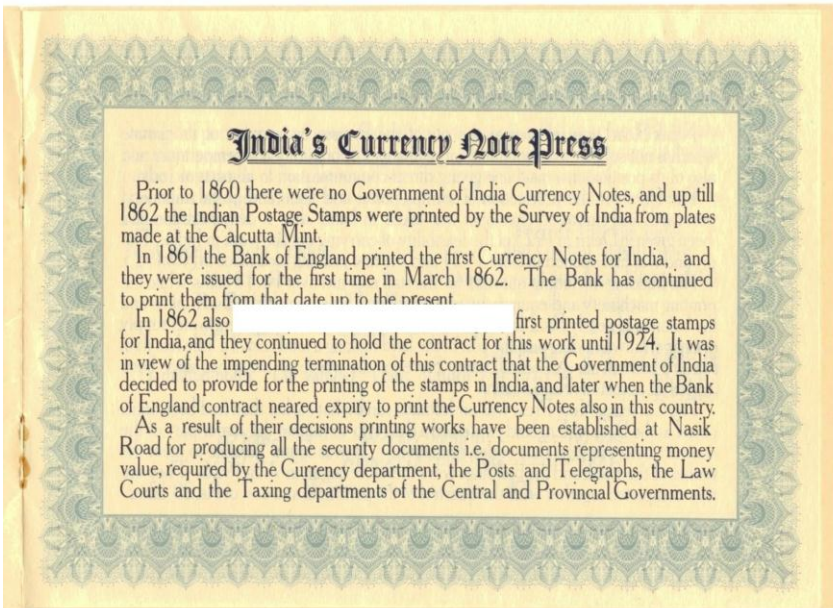 India's Currency Note Press
Prior to 1860 there were no Government of India Currency Notes, and up till
1862 the Indian Postage Stamps were printed by the Survey of India from plates
made at the Calcutta Mint.
In 1861 the Bank of England printed the first Currency Notes for India, and
they were issued for the first time in March 1862. The Bank has continued
to print them from that date up to the present.
In 1862 also first printed postage stamps
for India, and they continued to hold the contract for this work until 1924. It was
in view of the impending termination of this contract that the Government of India
decided to provide for the printing of the stamps in India, and later when the Bank
of England contract neared expiry to print the Currency Notes also in this country.
As a result of their decisions printing works have been established at Nasik
Road for producing all the security documents i.e. documents representing money
value, required by the Currency department, the Posts and Telegraphs, the Law
Courts and the Taxing departments of the Central and Provincial Governments.